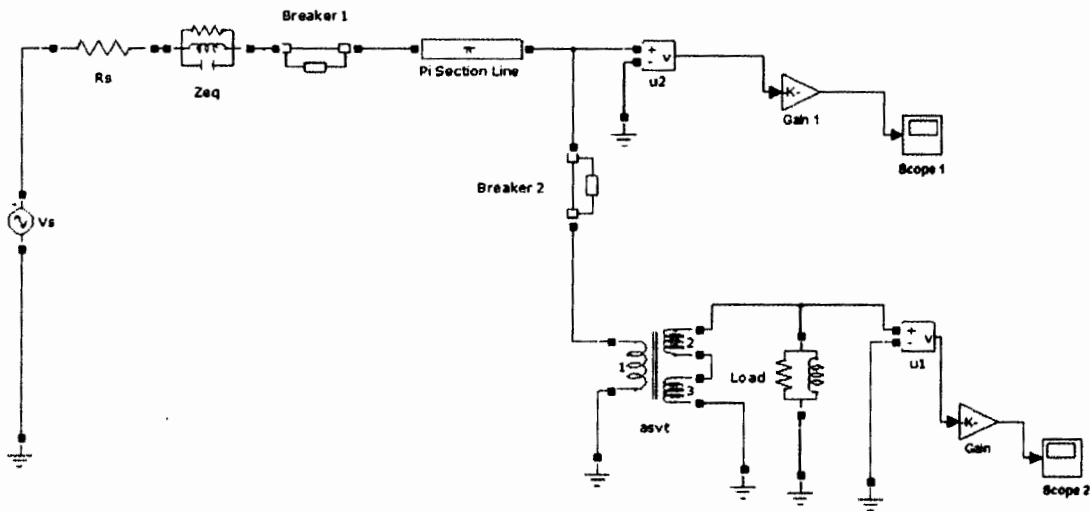 Breaker 1
Rs
Zeq
π
Pi Section Line
+
-
v
u2
-K-
Gain 1
Scope 1
Breaker 2
Vs
1
2
3
asvt
Load
+
-
v
u1
-K-
Gain
Scope 2